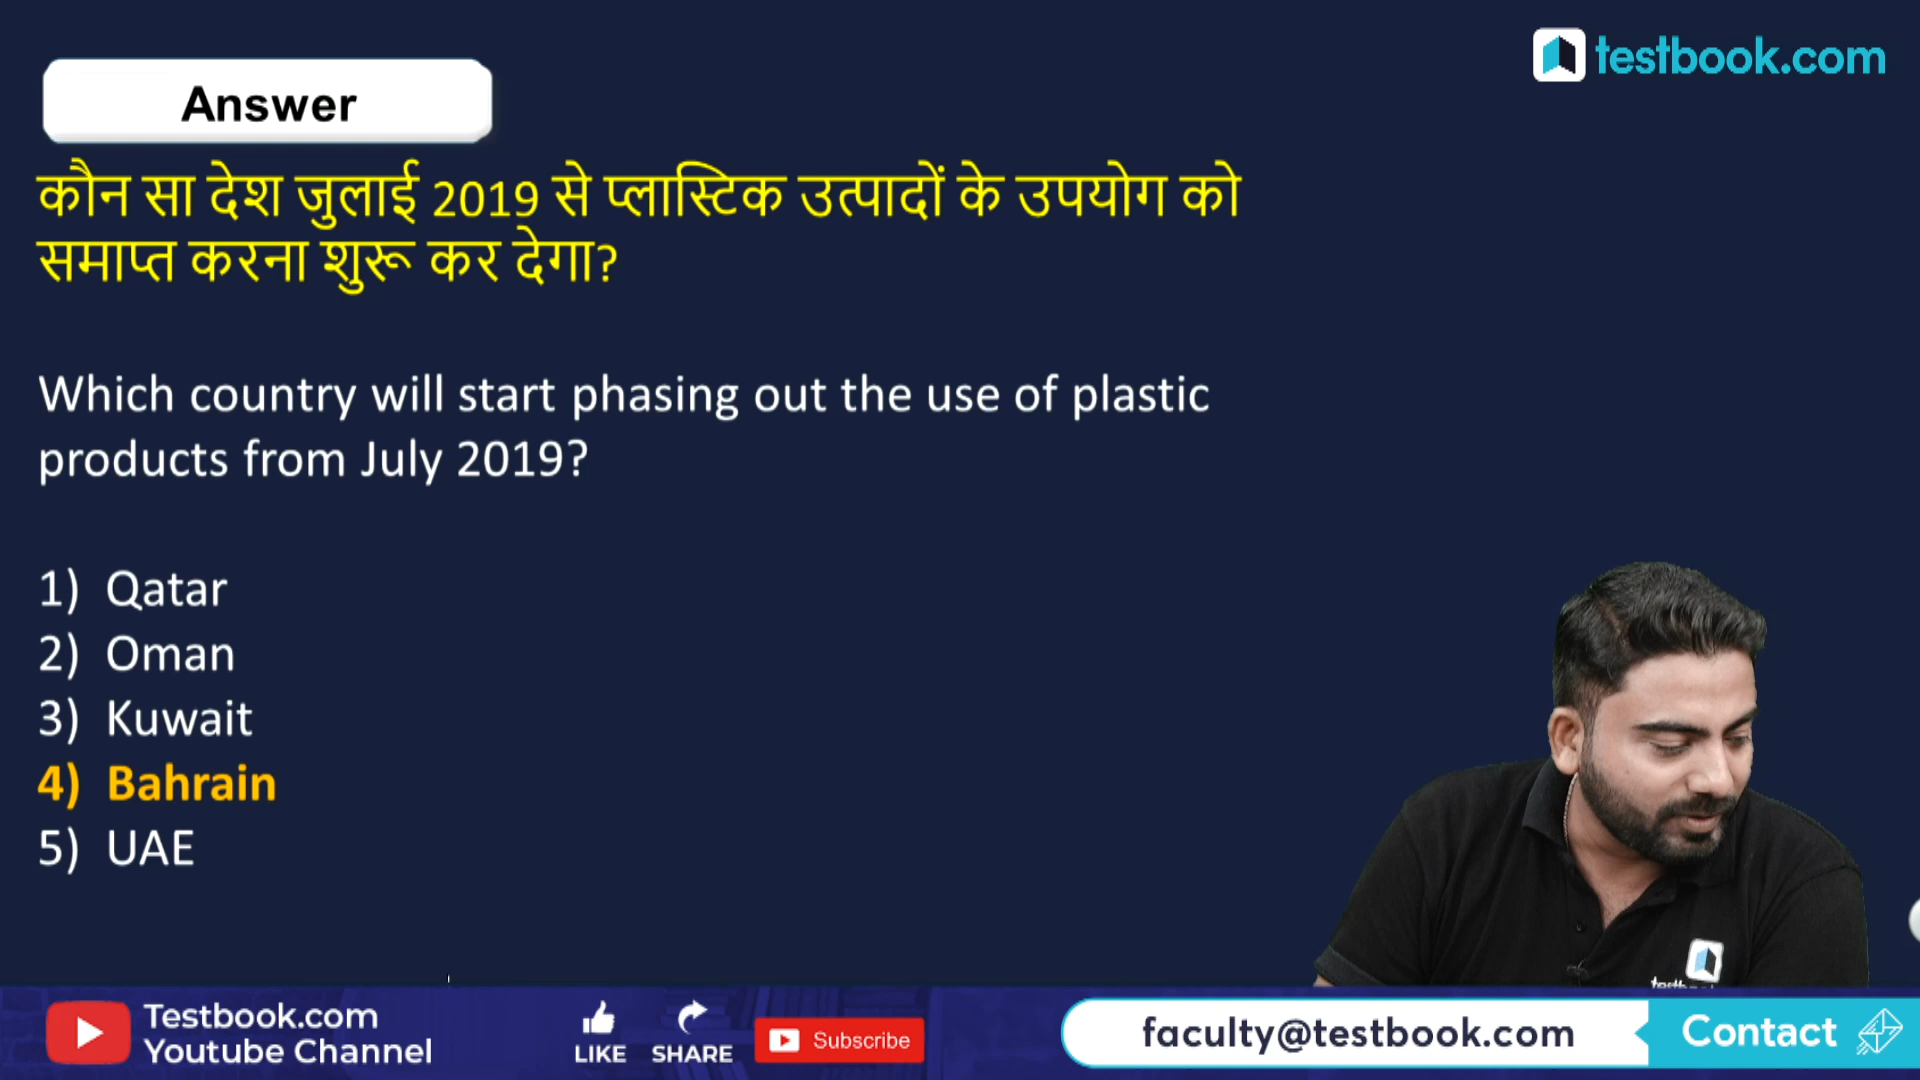 testbook.com
Answer
कौन सा देश जुलाई 2019 से प्लास्टिक उत्पादों के उपयोग को
समाप्त करना शुरू कर देगा?
Which country will start phasing out the use of plastic
products from July 2019?
1) Qatar
2) Oman
3) Kuwait
4) Bahrain
5) UAE
Testbook.com
Youtube Channel
LIKE
SHARE
Subscribe
faculty@testbook.com
Contact